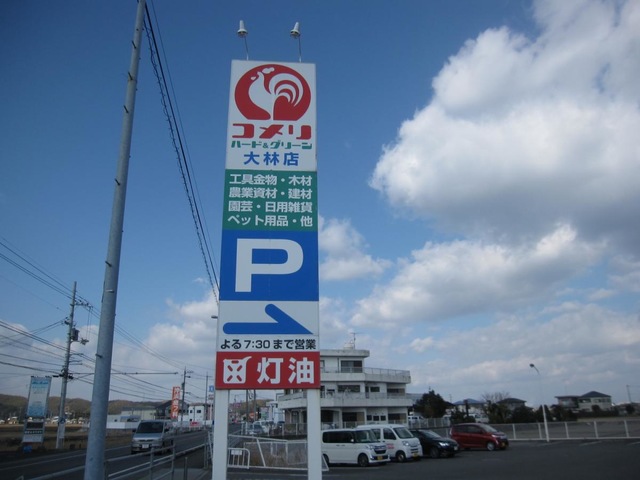 コメリ
ハード&グリーン
大林店
工具金物・木材
農業資材・建材
園芸・日用雑貨
ペット用品・他
P
よる7:30まで営業
灯油